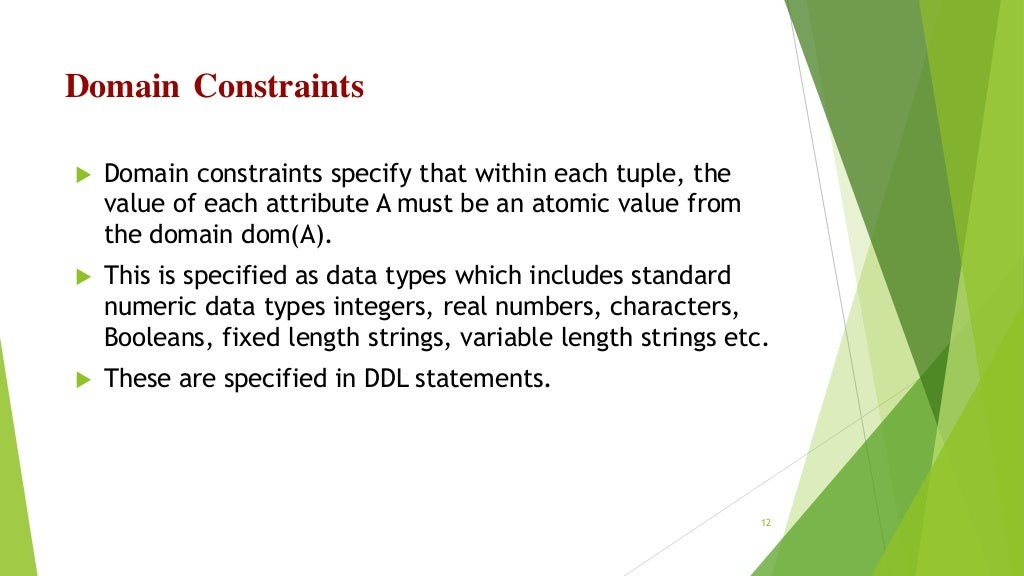 Domain Constraints
Domain constraints specify that within each tuple, the
value of each attribute A must be an atomic value from
the domain dom(A).
This is specified as data types which includes standard
numeric data types integers, real numbers, characters,
Booleans, fixed length strings, variable length strings etc.
These are specified in DDL statements.
12